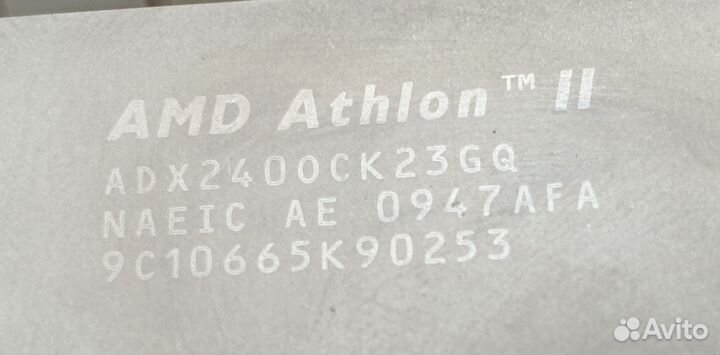 AMD Athlon™ II
ADX2400CK23GQ
NAEIC AE 0947AFA
9C10665K90253
Avito